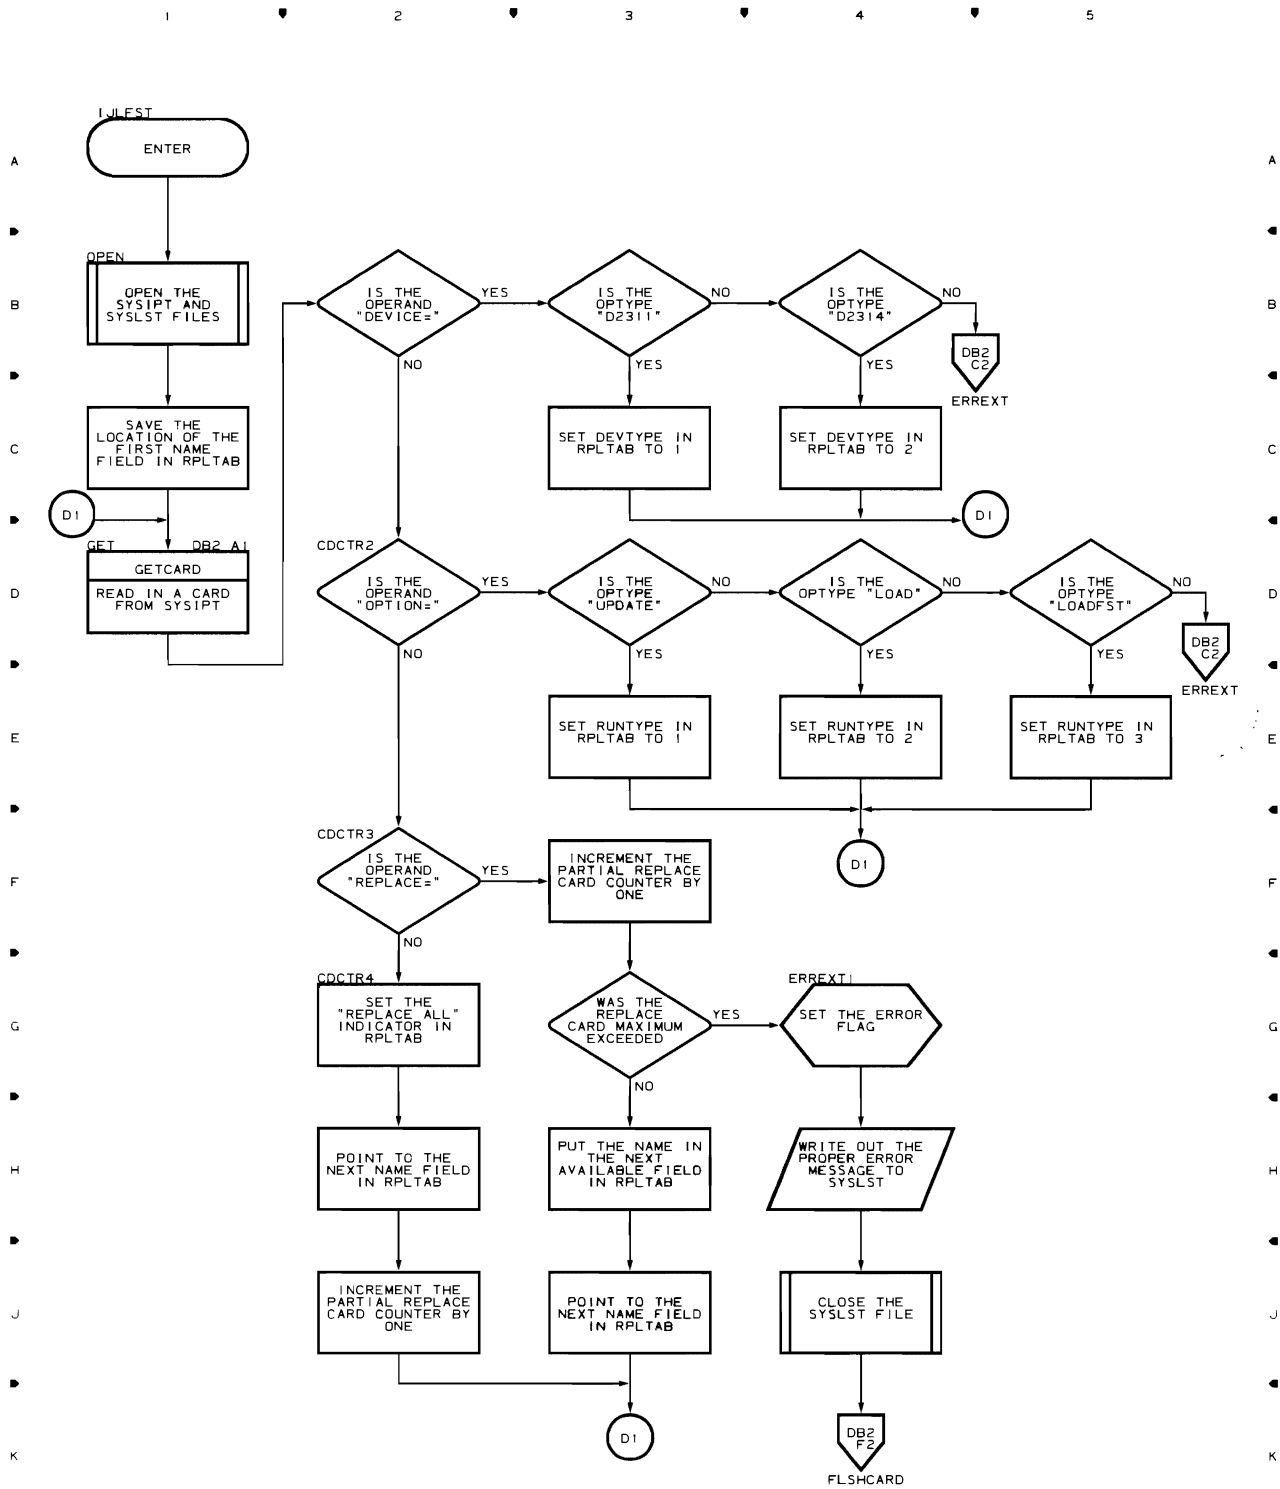 1 2 3 4 5
IJLFST
ENTER
A A
OPEN
OPEN THE
SYSIPT AND
SYSLST FILES
IS THE
OPERAND
"DEVICE="
YES
NO
IS THE
OPTYPE
"D2311"
NO
YES
IS THE
OPTYPE
"D2314"
NO
YES
DB2
C2
ERREXT
B B
SAVE THE
LOCATION OF THE
FIRST NAME
FIELD IN RPLTAB
SET DEVTYPE IN
RPLTAB TO 1
SET DEVTYPE IN
RPLTAB TO 2
C C
D1
D1
GET DB2 A1
GETCARD
READ IN A CARD
FROM SYSIPT
CDCTR2
IS THE
OPERAND
"OPTION="
YES
NO
IS THE
OPTYPE
"UPDATE"
NO
YES
IS THE
OPTYPE "LOAD"
NO
YES
IS THE
OPTYPE
"LOADFST"
NO
YES
DB2
C2
ERREXT
D D
SET RUNTYPE IN
RPLTAB TO 1
SET RUNTYPE IN
RPLTAB TO 2
SET RUNTYPE IN
RPLTAB TO 3
E E
CDCTR3
IS THE
OPERAND
"REPLACE="
YES
NO
INCREMENT THE
PARTIAL REPLACE
CARD COUNTER BY
ONE
D1
F F
CDCTR4
SET THE
"REPLACE ALL"
INDICATOR IN
RPLTAB
WAS THE
REPLACE
CARD MAXIMUM
EXCEEDED
YES
NO
ERREXT1
SET THE ERROR
FLAG
G G
POINT TO THE
NEXT NAME FIELD
IN RPLTAB
PUT THE NAME IN
THE NEXT
AVAILABLE FIELD
IN RPLTAB
WRITE OUT THE
PROPER ERROR
MESSAGE TO
SYSLST
H H
INCREMENT THE
PARTIAL REPLACE
CARD COUNTER BY
ONE
POINT TO THE
NEXT NAME FIELD
IN RPLTAB
CLOSE THE
SYSLST FILE
J J
D1
DB2
F2
FLSHCARD
K K